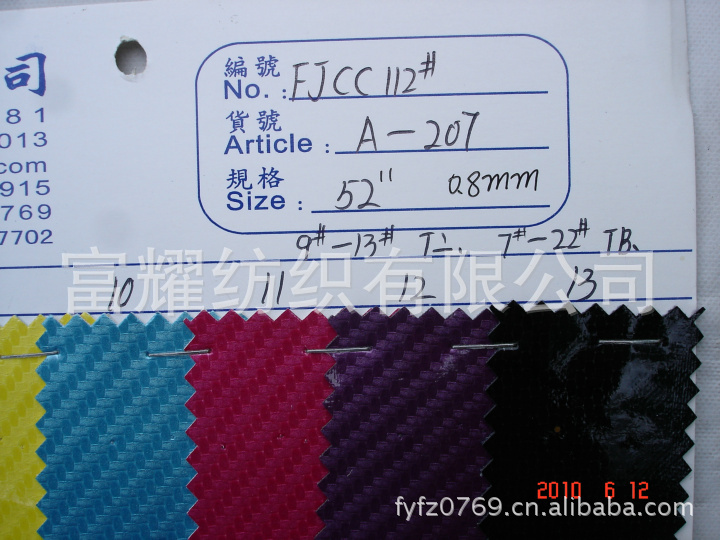 司
81
013
com
915
769
7702
編號 No.: FJCC112#
貨號 Article: A-207
規格 Size: 52" 0.8mm
9#-13# T/=. 7#-22# TB.
富耀纺织有限公司
10 11 12 13
2010 6 12
fyfz0769.cn.alibaba.com